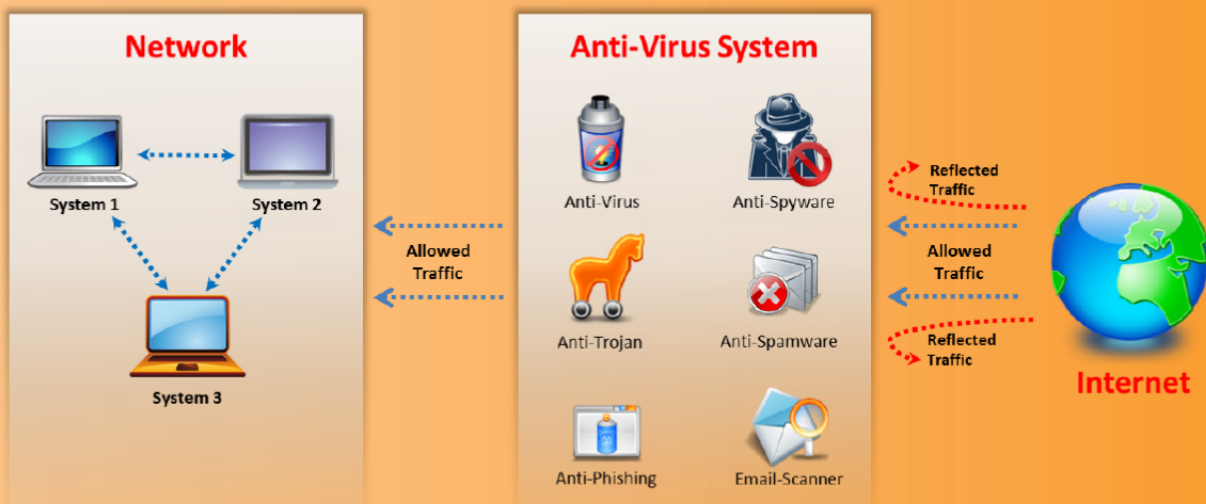 Network
System 1
System 2
System 3
Allowed
Traffic
Anti-Virus System
Anti-Virus
Anti-Spyware
Anti-Trojan
Anti-Spamware
Anti-Phishing
Email-Scanner
Reflected
Traffic
Allowed
Traffic
Reflected
Traffic
Internet